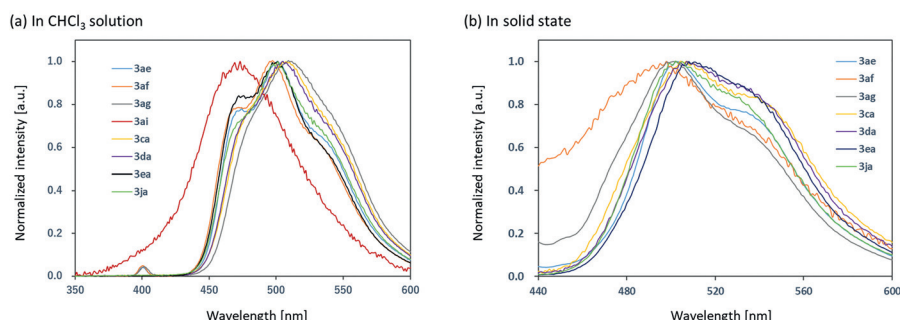 (a) In CHCl₃ solution
Normalized intensity [a.u.]
1.0
0.8
0.6
0.4
0.2
0.0
3ae
3af
3ag
3ai
3ca
3da
3ea
3ja
350 400 450 500 550 600
Wavelength [nm]
(b) In solid state
Normalized intensity [a.u.]
1.0
0.8
0.6
0.4
0.2
0.0
3ae
3af
3ag
3ca
3da
3ea
3ja
440 480 520 560 600
Wavelength [nm]